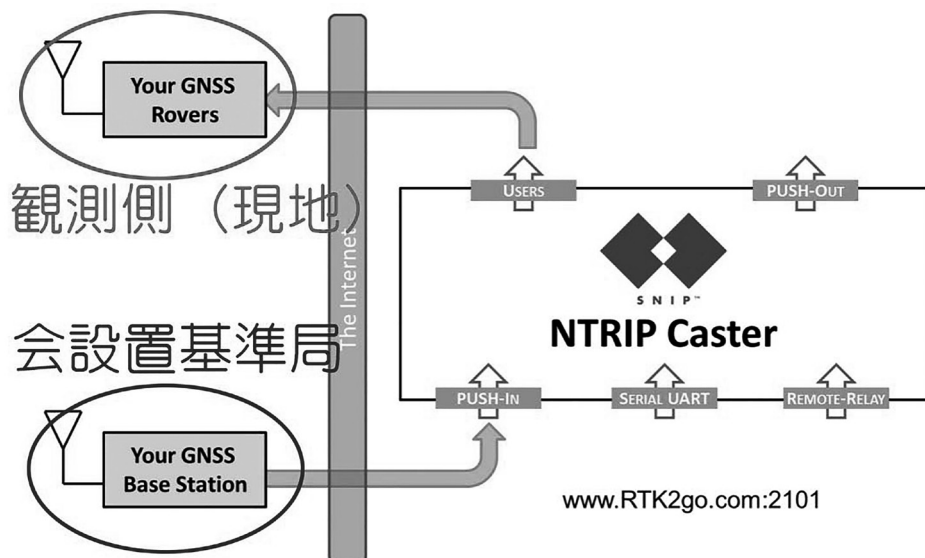 Your GNSS
Rovers
観測側（現地）
The Internet
USERS
PUSH-OUT
SNIP™
NTRIP Caster
会設置基準局
PUSH-IN
SERIAL UART
REMOTE-RELAY
Your GNSS
Base Station
www.RTK2go.com:2101